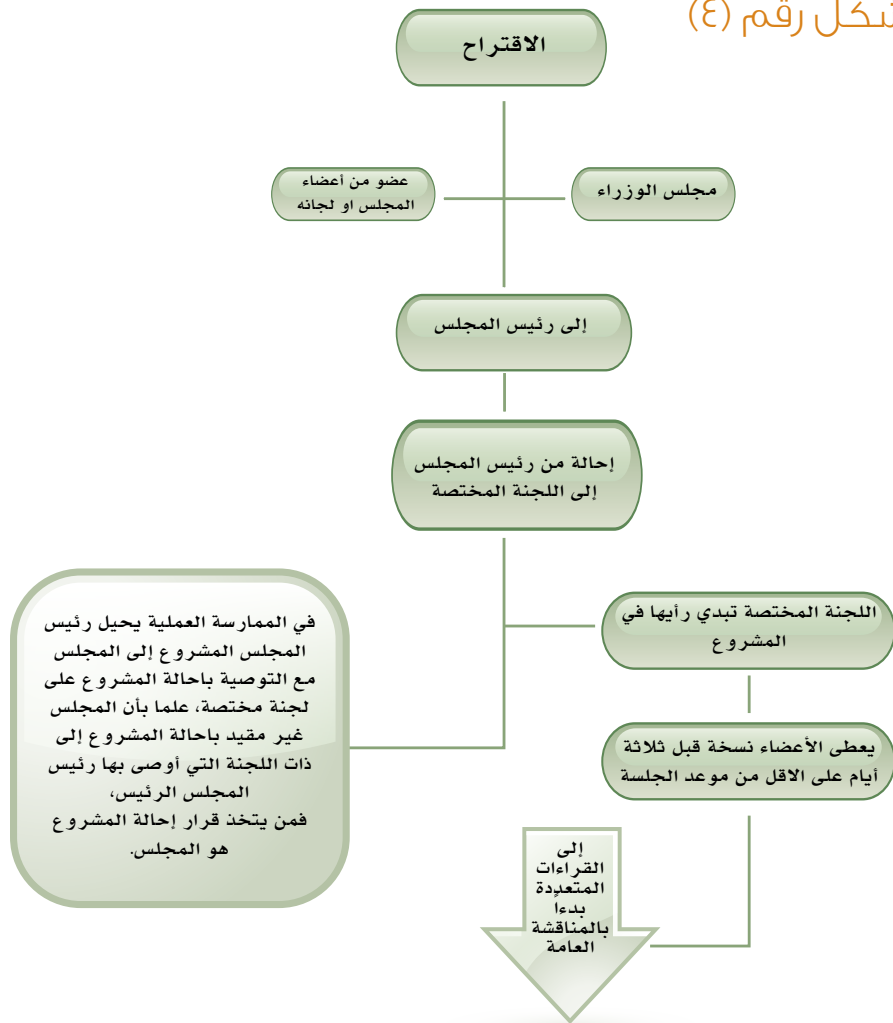 شكل رقم (٤)
الاقتراح
مجلس الوزراء
عضو من أعضاء
المجلس او لجانه
إلى رئيس المجلس
إحالة من رئيس المجلس
إلى اللجنة المختصة
اللجنة المختصة تبدي رأيها في
المشروع
يعطى الأعضاء نسخة قبل ثلاثة
أيام على الاقل من موعد الجلسة
في الممارسة العملية يحيل رئيس
المجلس المشروع إلى المجلس
مع التوصية باحالة المشروع على
لجنة مختصة، علما بأن المجلس
غير مقيد باحالة المشروع إلى
ذات اللجنة التي أوصى بها رئيس
المجلس الرئيس،
فمن يتخذ قرار إحالة المشروع
هو المجلس.
إلى
القراءات
المتعددة
بدءاً
بالمناقشة
العامة